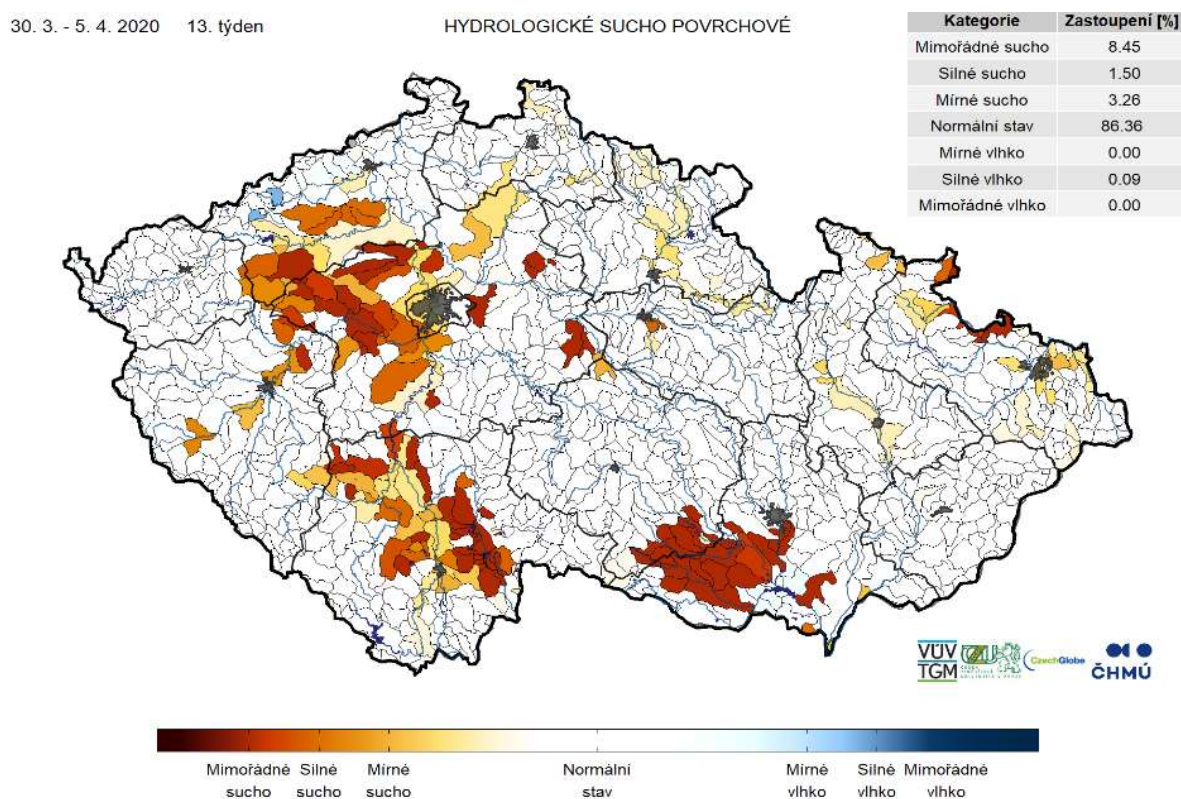 30. 3. - 5. 4. 2020 13. týden HYDROLOGICKÉ SUCHO POVRCHOVÉ
Kategorie Zastoupení [%]
Mimořádné sucho 8.45
Silné sucho 1.50
Mírné sucho 3.26
Normální stav 86.36
Mírné vlhko 0.00
Silné vlhko 0.09
Mimořádné vlhko 0.00
VÚV
TGM
CzechGlobe
ČHMÚ
Mimořádné sucho
Silné sucho
Mírné sucho
Normální stav
Mírné vlhko
Silné vlhko
Mimořádné vlhko